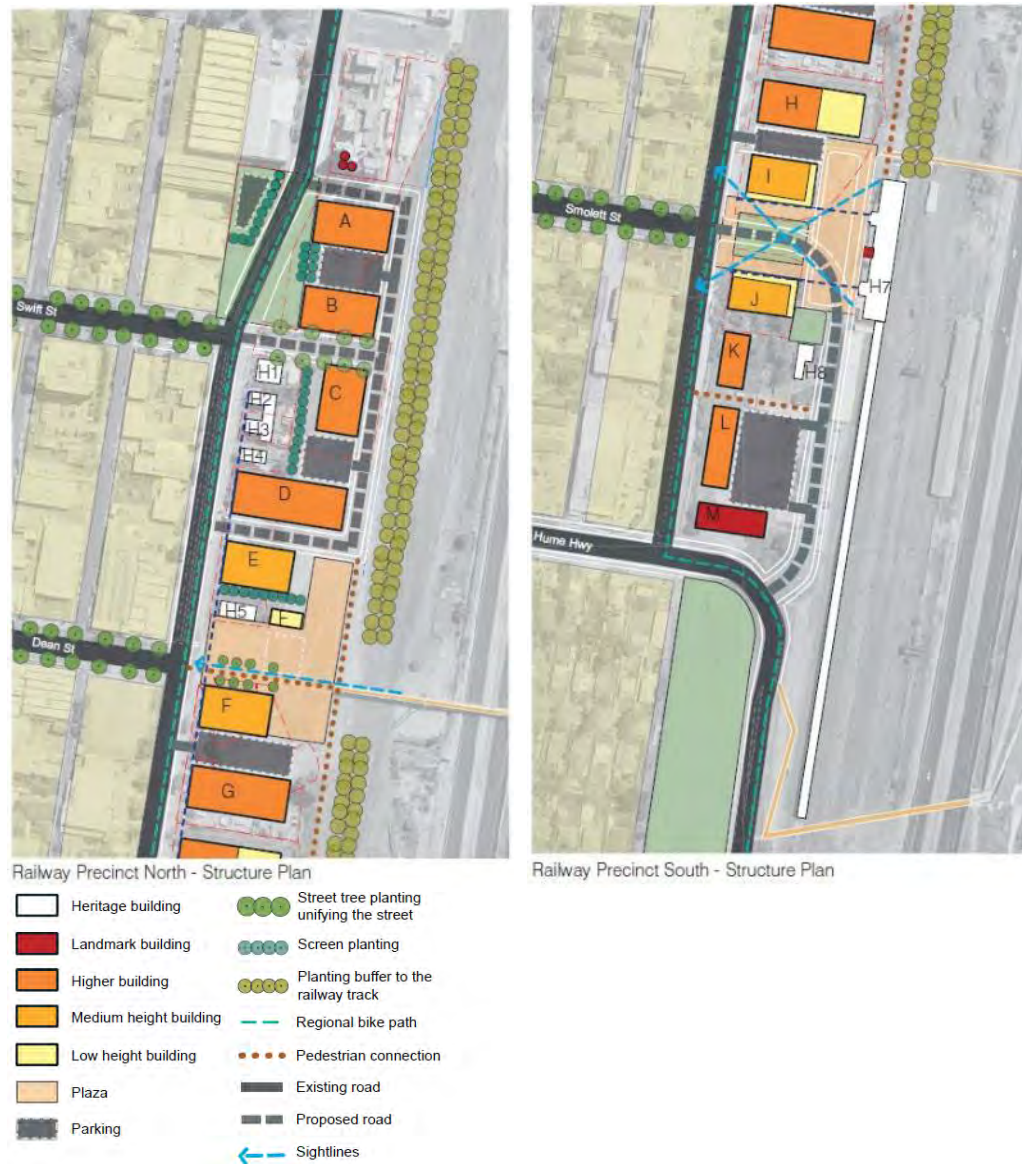 A
B
Swift St
H1
C
H2
H3
H4
D
E
H5
Dean St
F
G
Railway Precinct North - Structure Plan
H
I
Smolett St
H7
J
K
H8
L
M
Hume Hwy
Railway Precinct South - Structure Plan
Heritage building
Landmark building
Higher building
Medium height building
Low height building
Plaza
Parking
Street tree planting
unifying the street
Screen planting
Planting buffer to the
railway track
Regional bike path
Pedestrian connection
Existing road
Proposed road
Sightlines